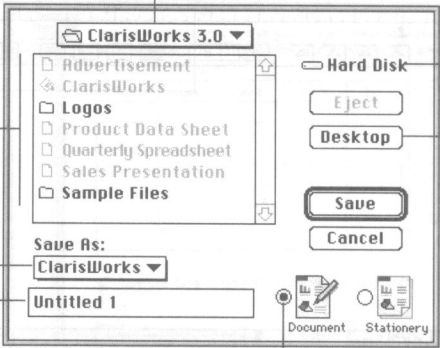 ClarisWorks 3.0
Advertisement
ClarisWorks
Logos
Product Data Sheet
Quarterly Spreadsheet
Sales Presentation
Sample Files
Hard Disk
Eject
Desktop
Save
Cancel
Save As:
ClarisWorks
Untitled 1
Document
Stationery